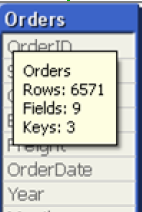 Orders
OrderID
Orders
Rows: 6571
Fields: 9
Keys: 3
Freight
OrderDate
Year